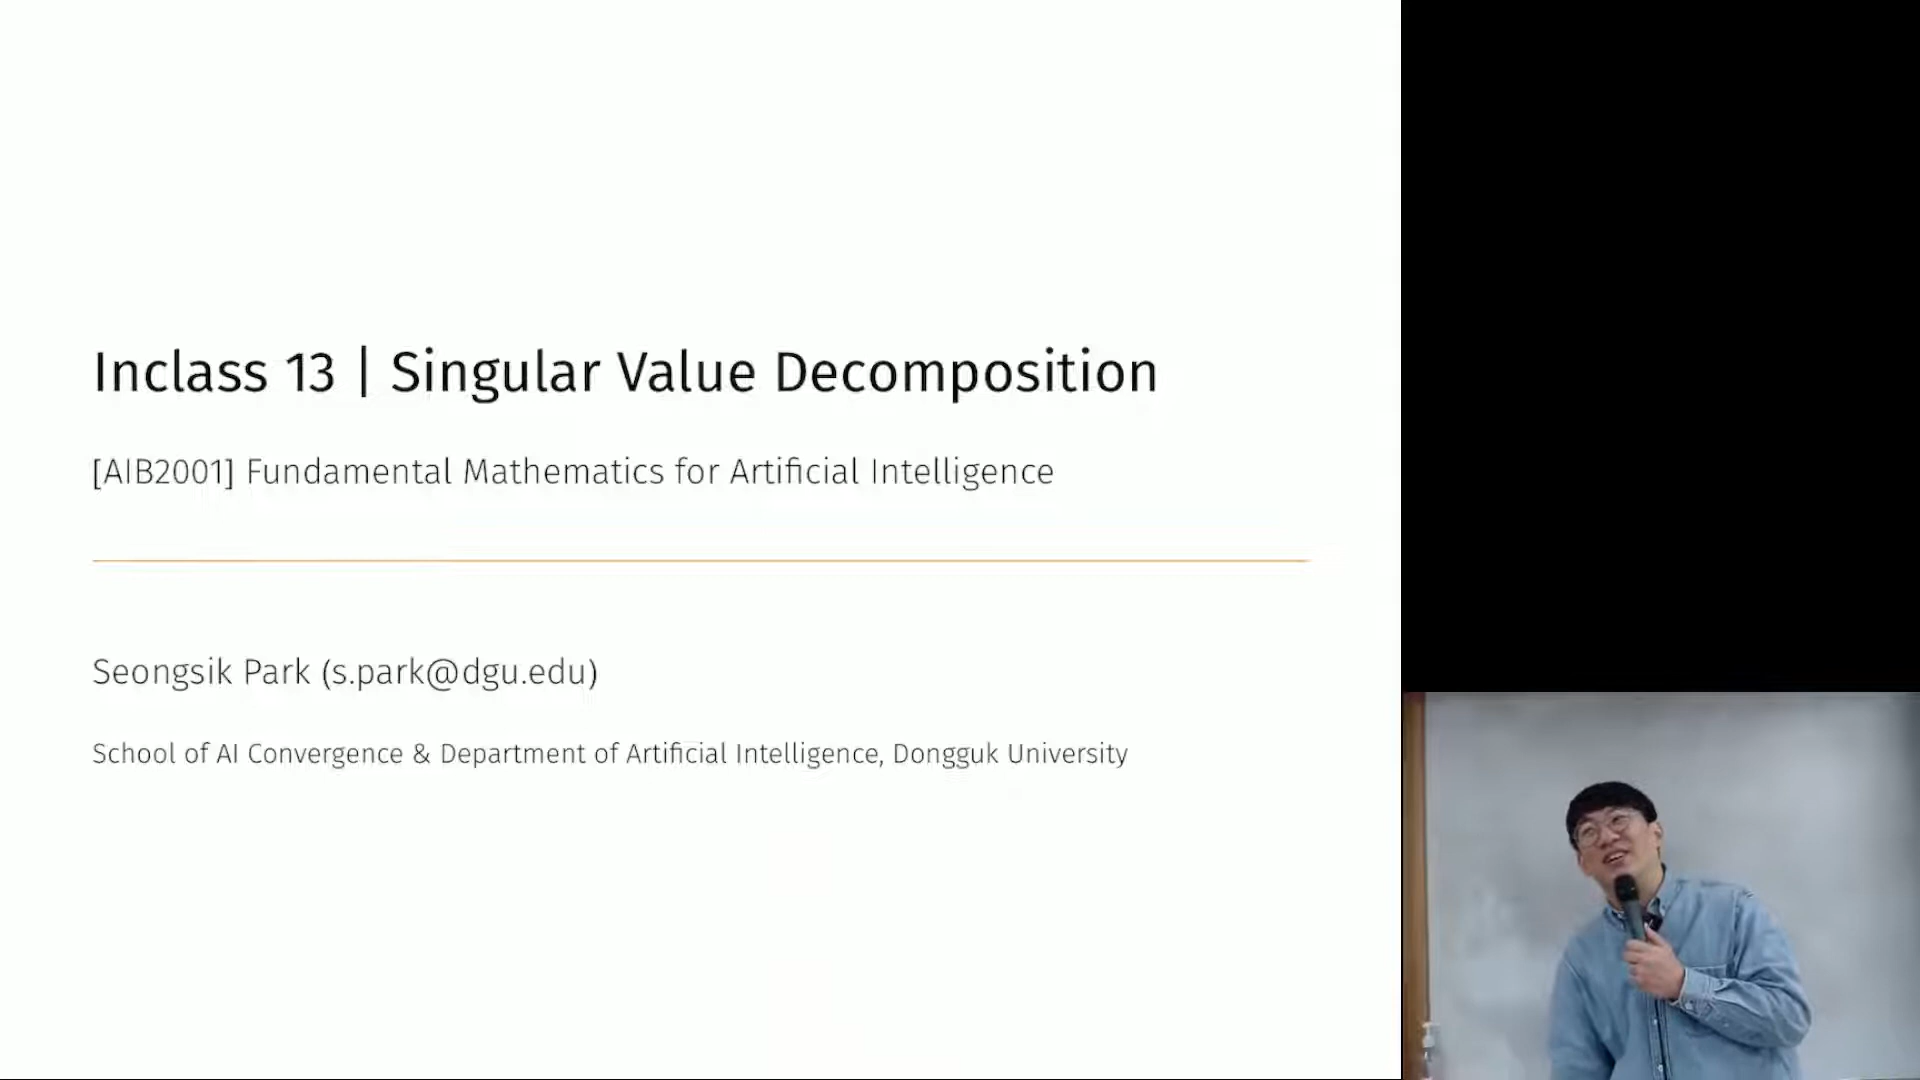 Inclass 13 | Singular Value Decomposition
[AIB2001] Fundamental Mathematics for Artificial Intelligence
Seongsik Park (s.park@dgu.edu)
School of AI Convergence & Department of Artificial Intelligence, Dongguk University